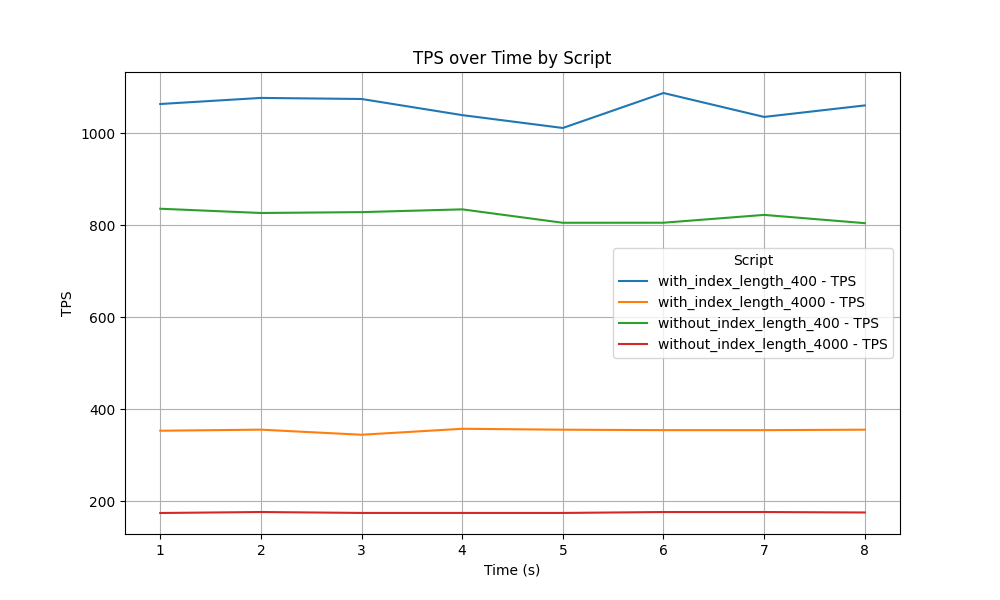 TPS over Time by Script
TPS
1000
800
600
400
200
Script
with_index_length_400 - TPS
with_index_length_4000 - TPS
without_index_length_400 - TPS
without_index_length_4000 - TPS
1 2 3 4 5 6 7 8
Time (s)